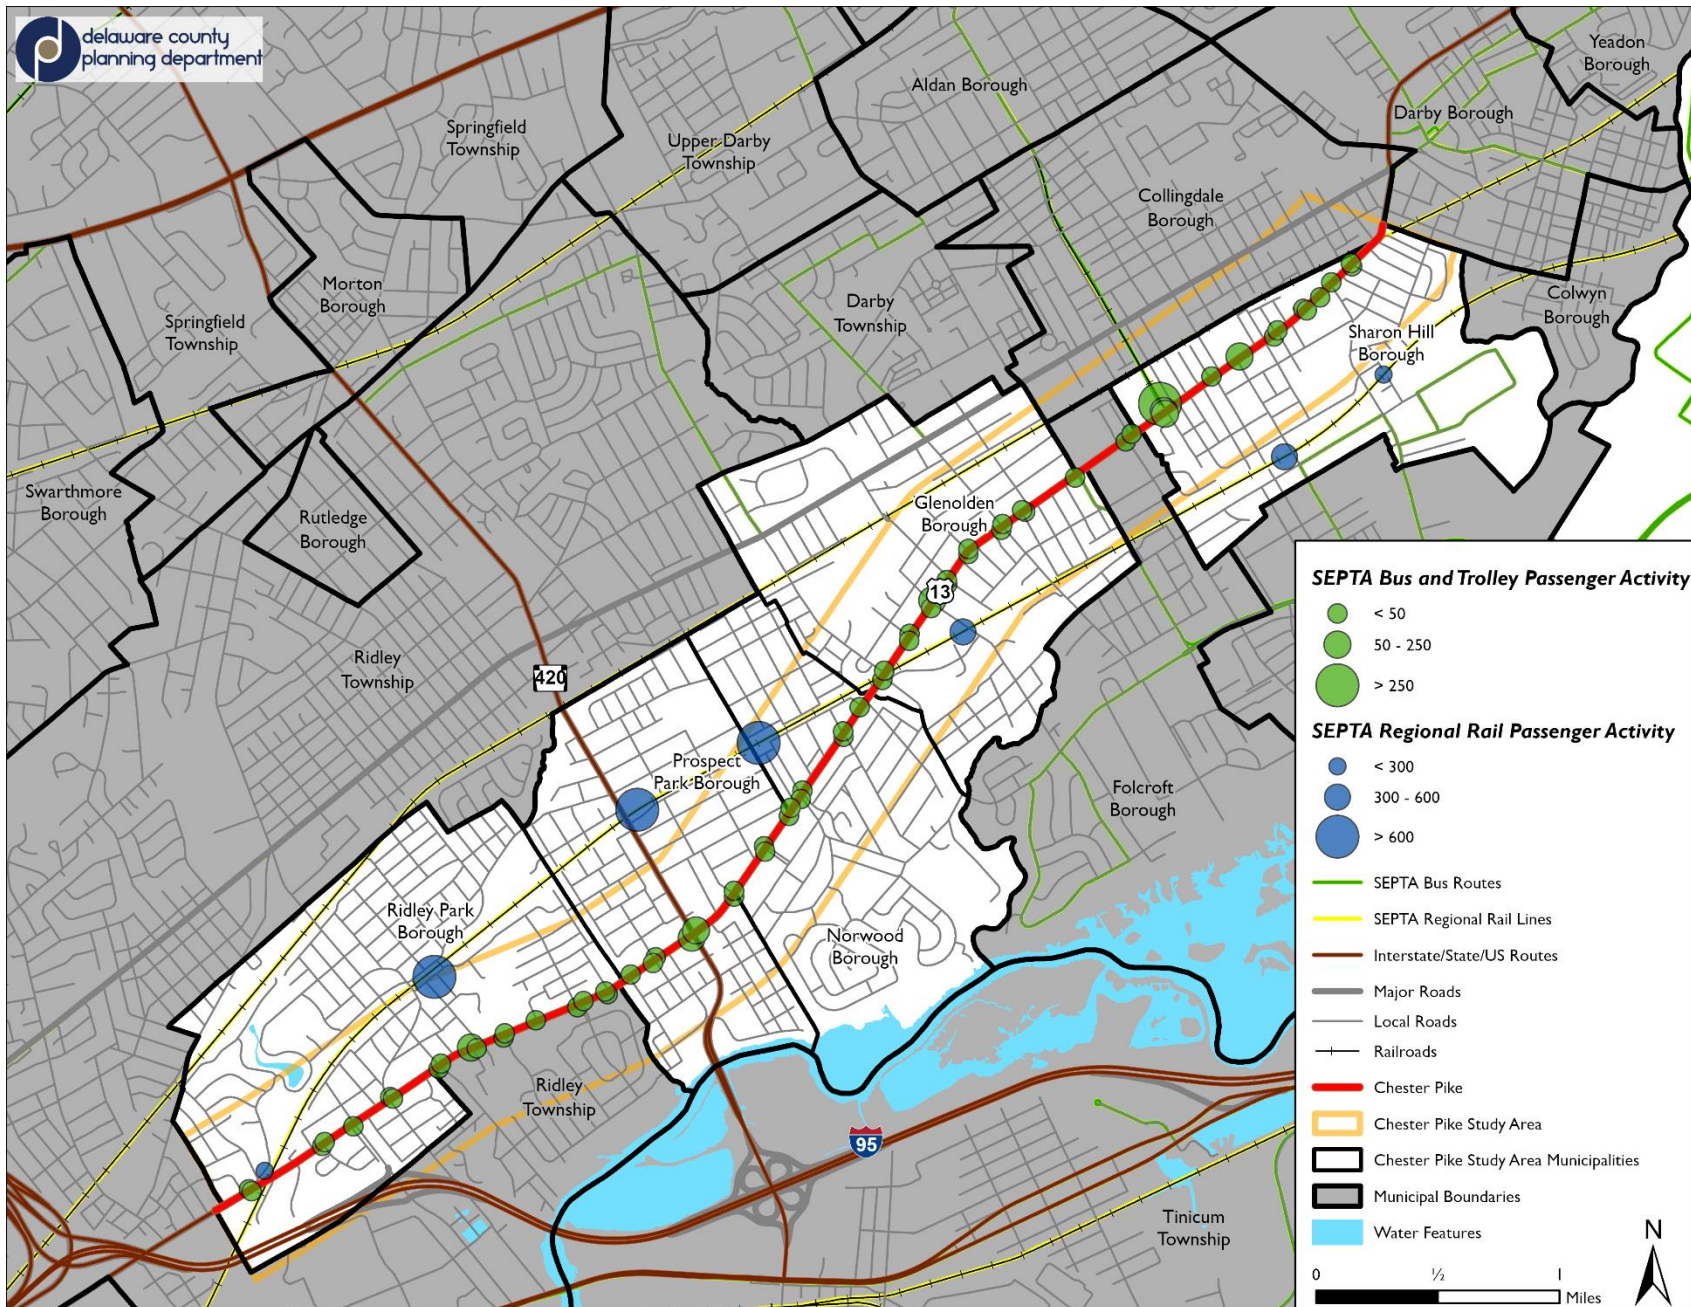 delaware county
planning department
Yeadon
Borough
Aldan Borough
Darby Borough
Springfield
Township
Upper Darby
Township
Collingdale
Borough
Morton
Borough
Springfield
Township
Darby
Township
Colwyn
Borough
Sharon Hill
Borough
Swarthmore
Borough
Rutledge
Borough
Glenolden
Borough
13
Ridley
Township
420
Prospect
Park Borough
Folcroft
Borough
Ridley Park
Borough
Norwood
Borough
Ridley
Township
95
Tinicum
Township
SEPTA Bus and Trolley Passenger Activity
< 50
50 - 250
> 250
SEPTA Regional Rail Passenger Activity
< 300
300 - 600
> 600
SEPTA Bus Routes
SEPTA Regional Rail Lines
Interstate/State/US Routes
Major Roads
Local Roads
Railroads
Chester Pike
Chester Pike Study Area
Chester Pike Study Area Municipalities
Municipal Boundaries
Water Features
N
0 ½ 1
Miles